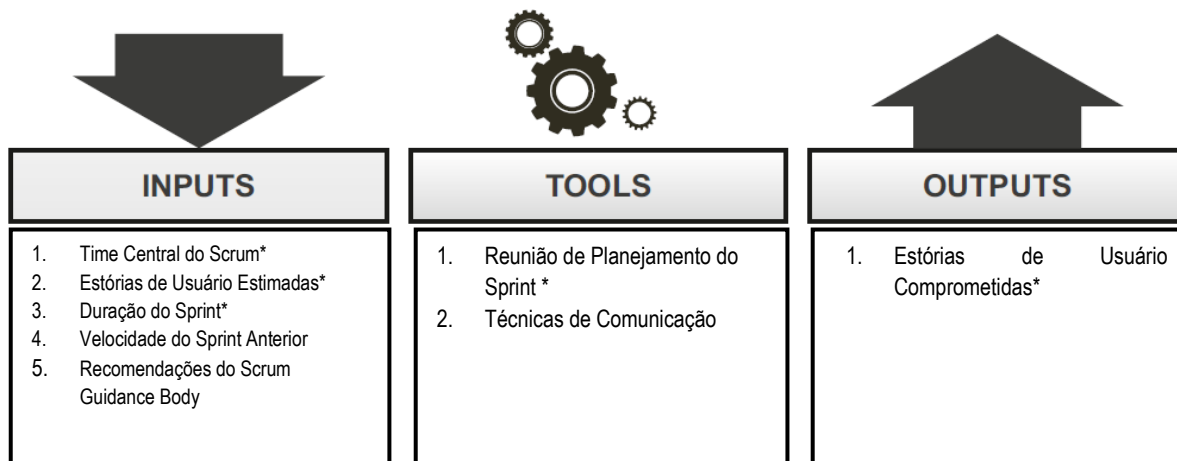 INPUTS
1. Time Central do Scrum*
2. Estórias de Usuário Estimadas*
3. Duração do Sprint*
4. Velocidade do Sprint Anterior
5. Recomendações do Scrum
Guidance Body
TOOLS
1. Reunião de Planejamento do
Sprint *
2. Técnicas de Comunicação
OUTPUTS
1. Estórias de Usuário
Comprometidas*